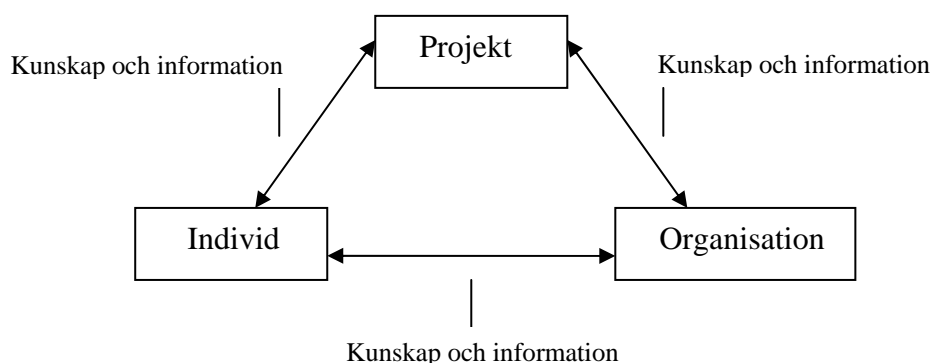 Projekt
Kunskap och information
Kunskap och information
Individ
Organisation
Kunskap och information